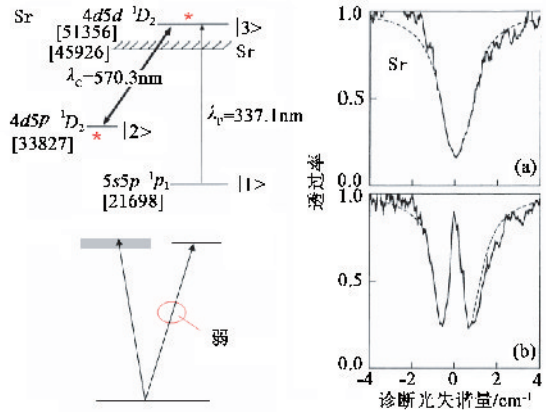 Sr
4d5d ¹D₂
*
|3>
[51356]
[45926]
Sr
λc=570.3nm
λP=337.1nm
4d5p ¹D₂
|2>
*
[33827]
5s5p ¹p₁
|1>
[21698]
弱
1.0
0.5
Sr
(a)
1.0
0.0
0.5
(b)
0.0
-4
-2
0
2
4
透过率
诊断光失谐量/cm⁻¹